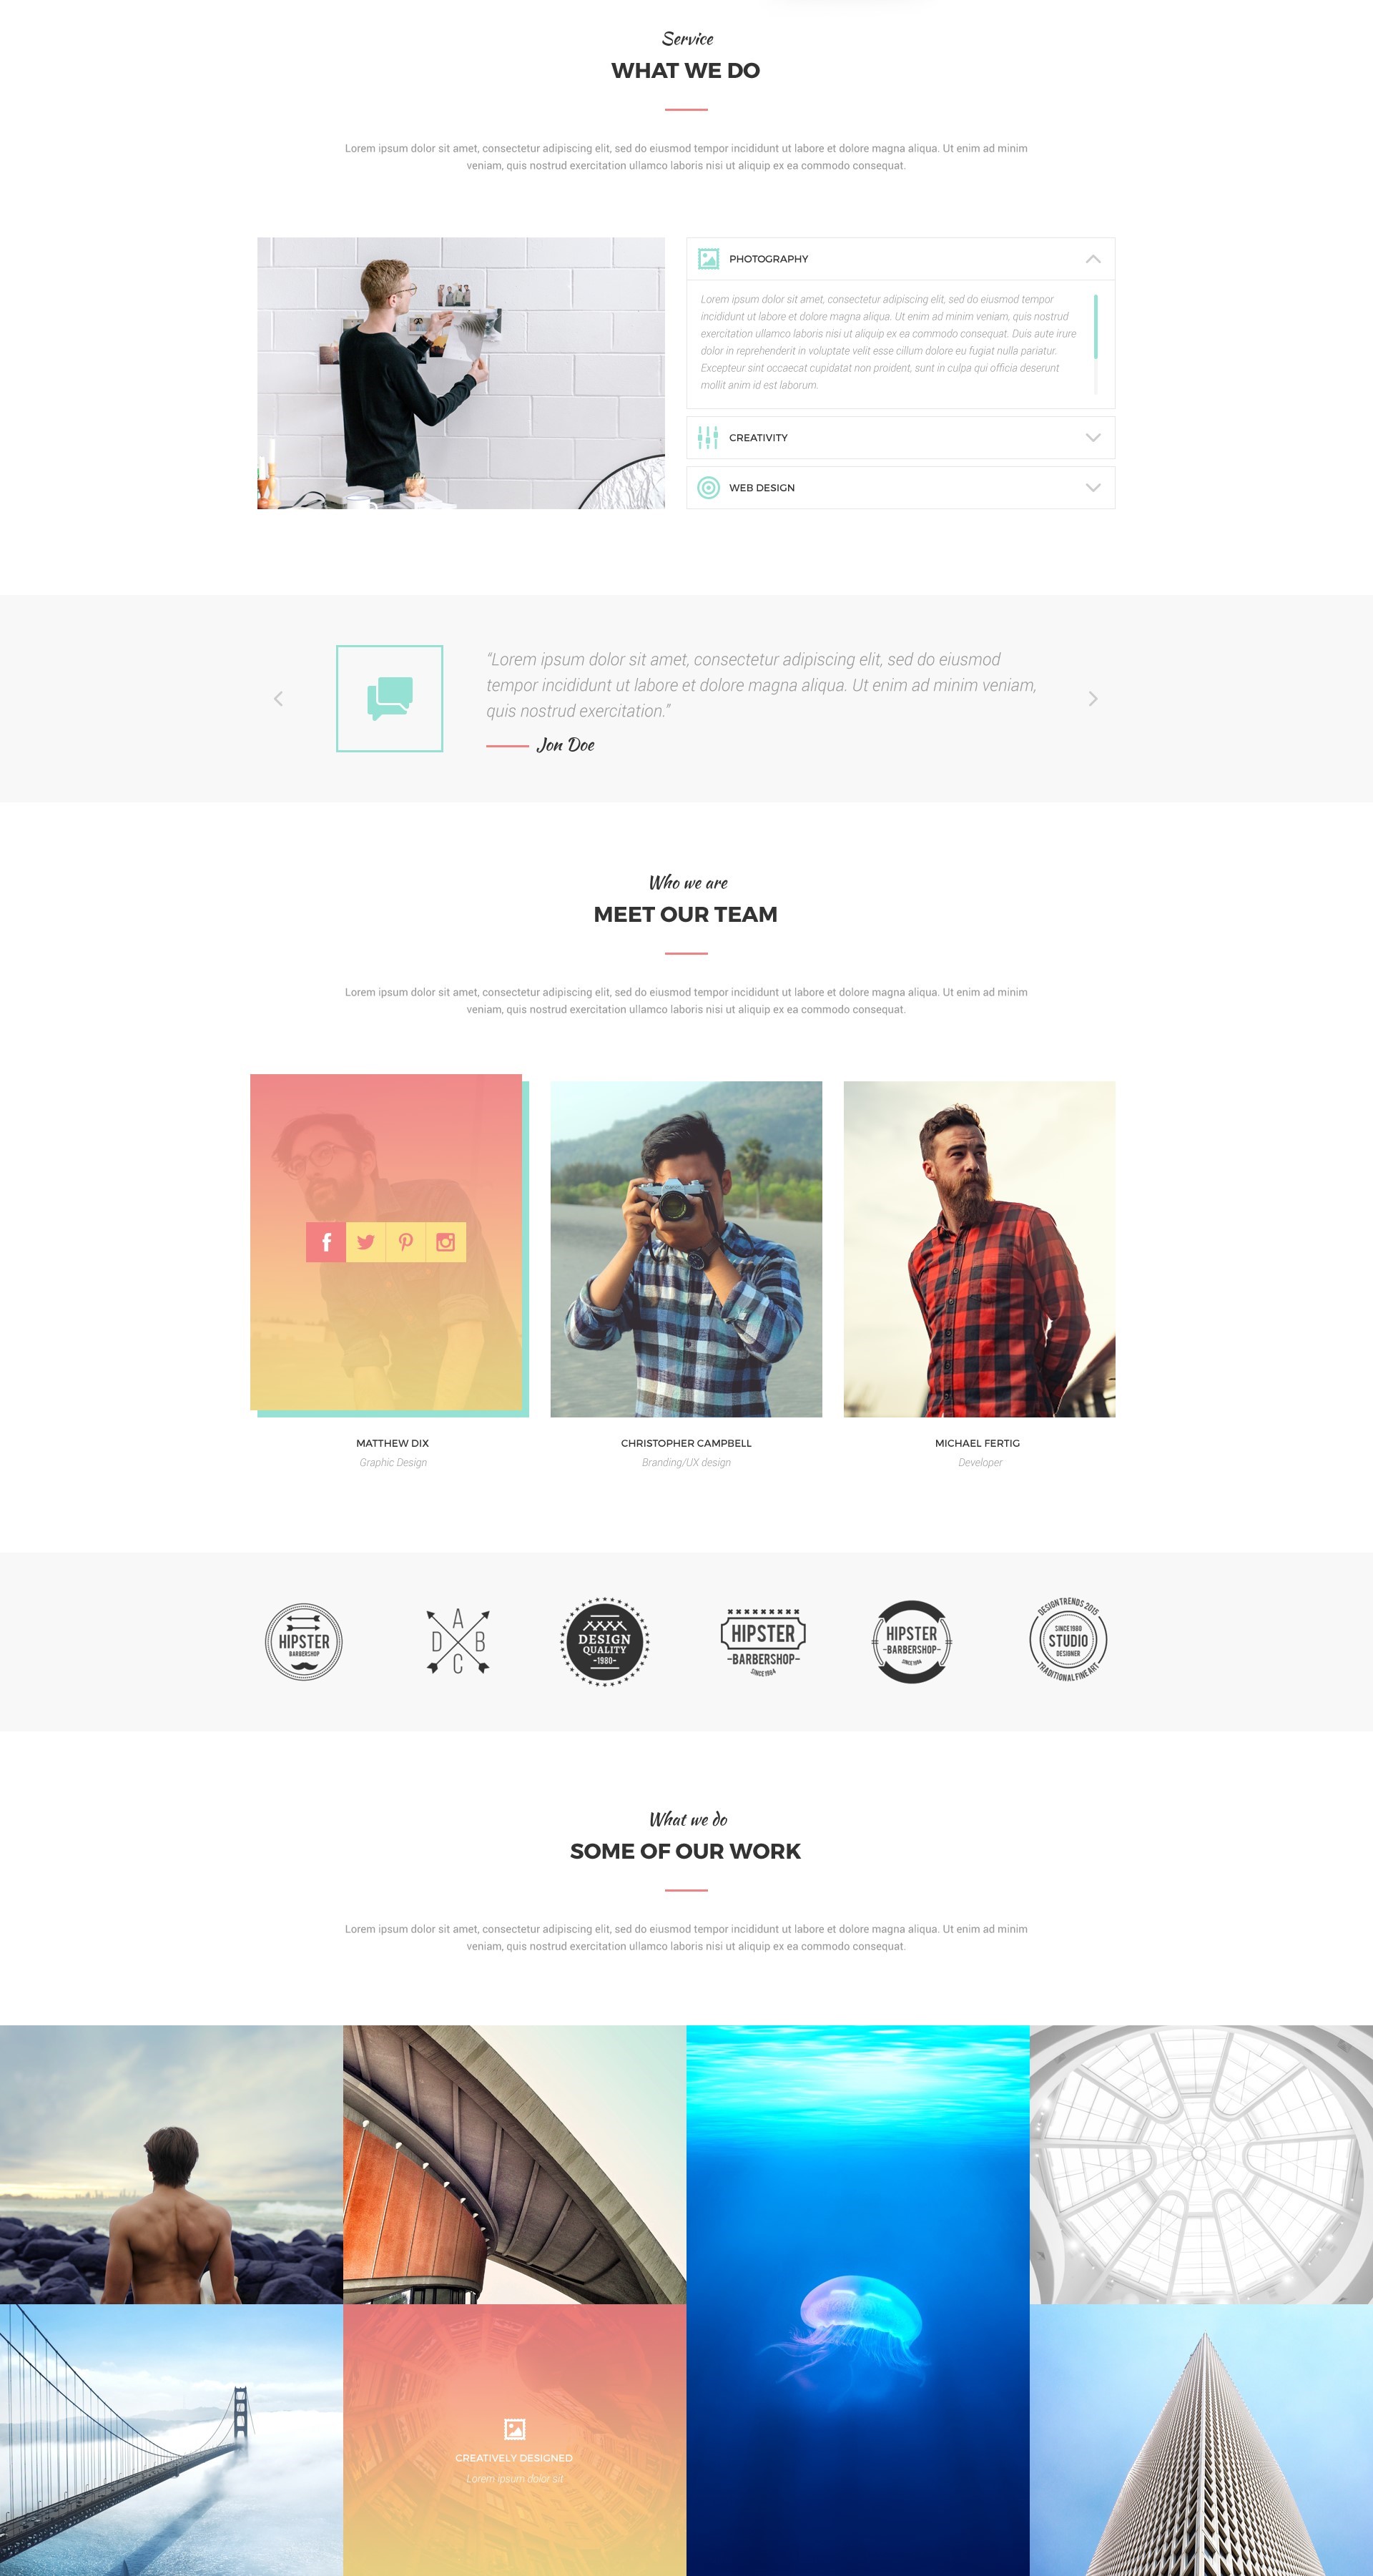 Service
WHAT WE DO
Lorem ipsum dolor sit amet, consectetur adipiscing elit, sed do eiusmod tempor incididunt ut labore et dolore magna aliqua. Ut enim ad minim
veniam, quis nostrud exercitation ullamco laboris nisi ut aliquip ex ea commodo consequat.
PHOTOGRAPHY
Lorem ipsum dolor sit amet, consectetur adipiscing elit, sed do eiusmod tempor
incididunt ut labore et dolore magna aliqua. Ut enim ad minim veniam, quis nostrud
exercitation ullamco laboris nisi ut aliquip ex ea commodo consequat. Duis aute irure
dolor in reprehenderit in voluptate velit esse cillum dolore eu fugiat nulla pariatur.
Excepteur sint occaecat cupidatat non proident, sunt in culpa qui officia deserunt
mollit anim id est laborum.
CREATIVITY
WEB DESIGN
“Lorem ipsum dolor sit amet, consectetur adipiscing elit, sed do eiusmod
tempor incididunt ut labore et dolore magna aliqua. Ut enim ad minim veniam,
quis nostrud exercitation.”
Jon Doe
Who we are
MEET OUR TEAM
Lorem ipsum dolor sit amet, consectetur adipiscing elit, sed do eiusmod tempor incididunt ut labore et dolore magna aliqua. Ut enim ad minim
veniam, quis nostrud exercitation ullamco laboris nisi ut aliquip ex ea commodo consequat.
MATTHEW DIX
Graphic Design
CHRISTOPHER CAMPBELL
Branding/UX design
MICHAEL FERTIG
Developer
HIPSTER
BARBERSHOP
A
D B
C
DESIGN
QUALITY
-1980-
HIPSTER
-BARBERSHOP-
SINCE 1984
HIPSTER
-BARBERSHOP-
SINCE 1984
DESIGN TRENDS 2015
SINCE 1980
STUDIO
DESIGNER
TRADITIONAL FINE ART
What we do
SOME OF OUR WORK
Lorem ipsum dolor sit amet, consectetur adipiscing elit, sed do eiusmod tempor incididunt ut labore et dolore magna aliqua. Ut enim ad minim
veniam, quis nostrud exercitation ullamco laboris nisi ut aliquip ex ea commodo consequat.
CREATIVELY DESIGNED
Lorem ipsum dolor sit